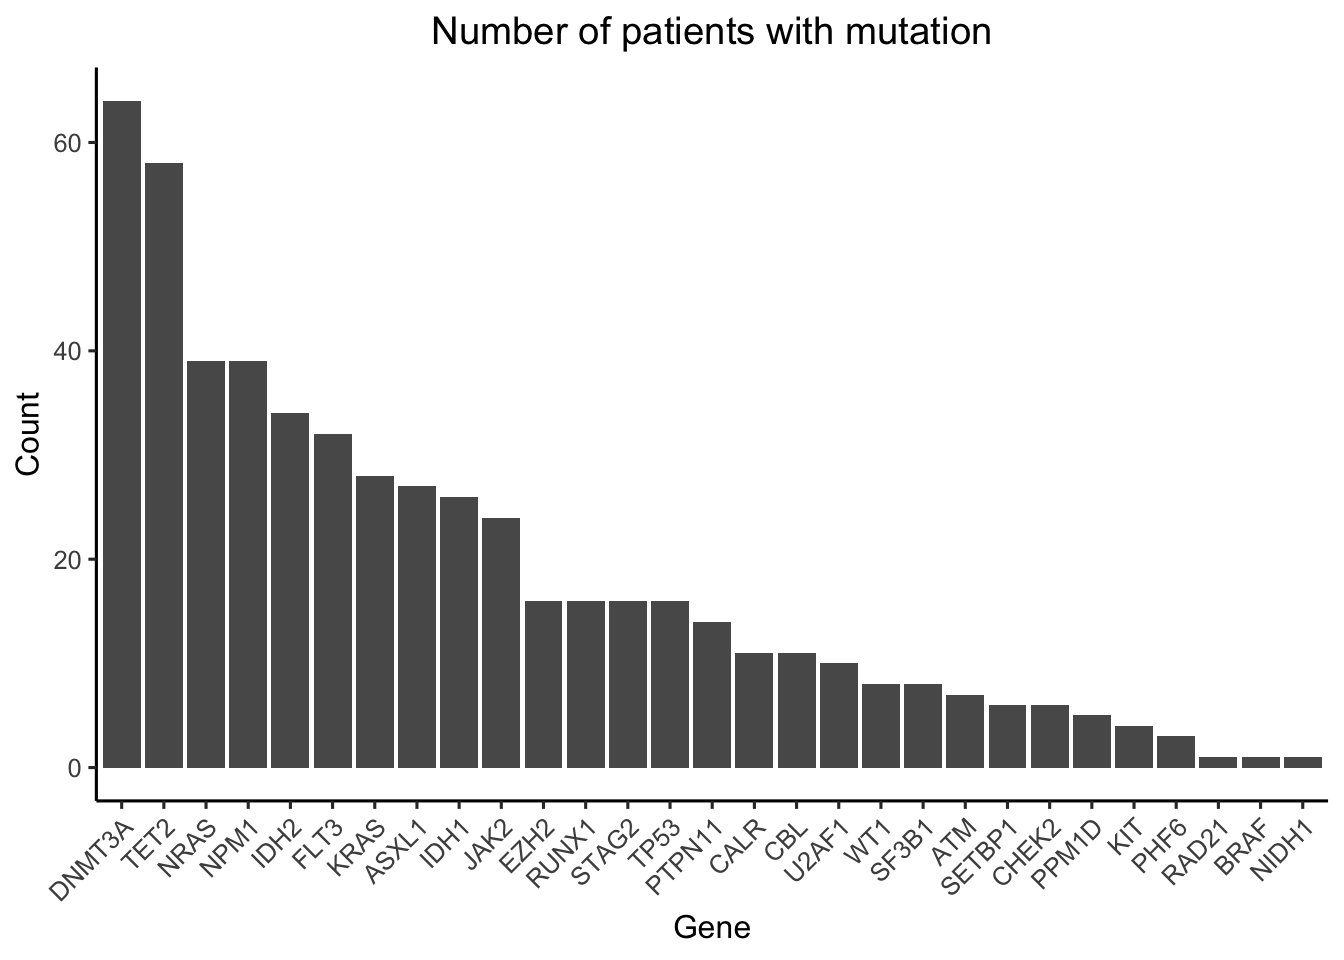 Number of patients with mutation
Count
60
40
20
0
DNMT3A
TET2
NRAS
NPM1
IDH2
FLT3
KRAS
ASXL1
IDH1
JAK2
EZH2
RUNX1
STAG2
TP53
PTPN11
CALR
CBL
U2AF1
WT1
SF3B1
ATM
SETBP1
CHEK2
PPM1D
KIT
PHF6
RAD21
BRAF
NIDH1
Gene